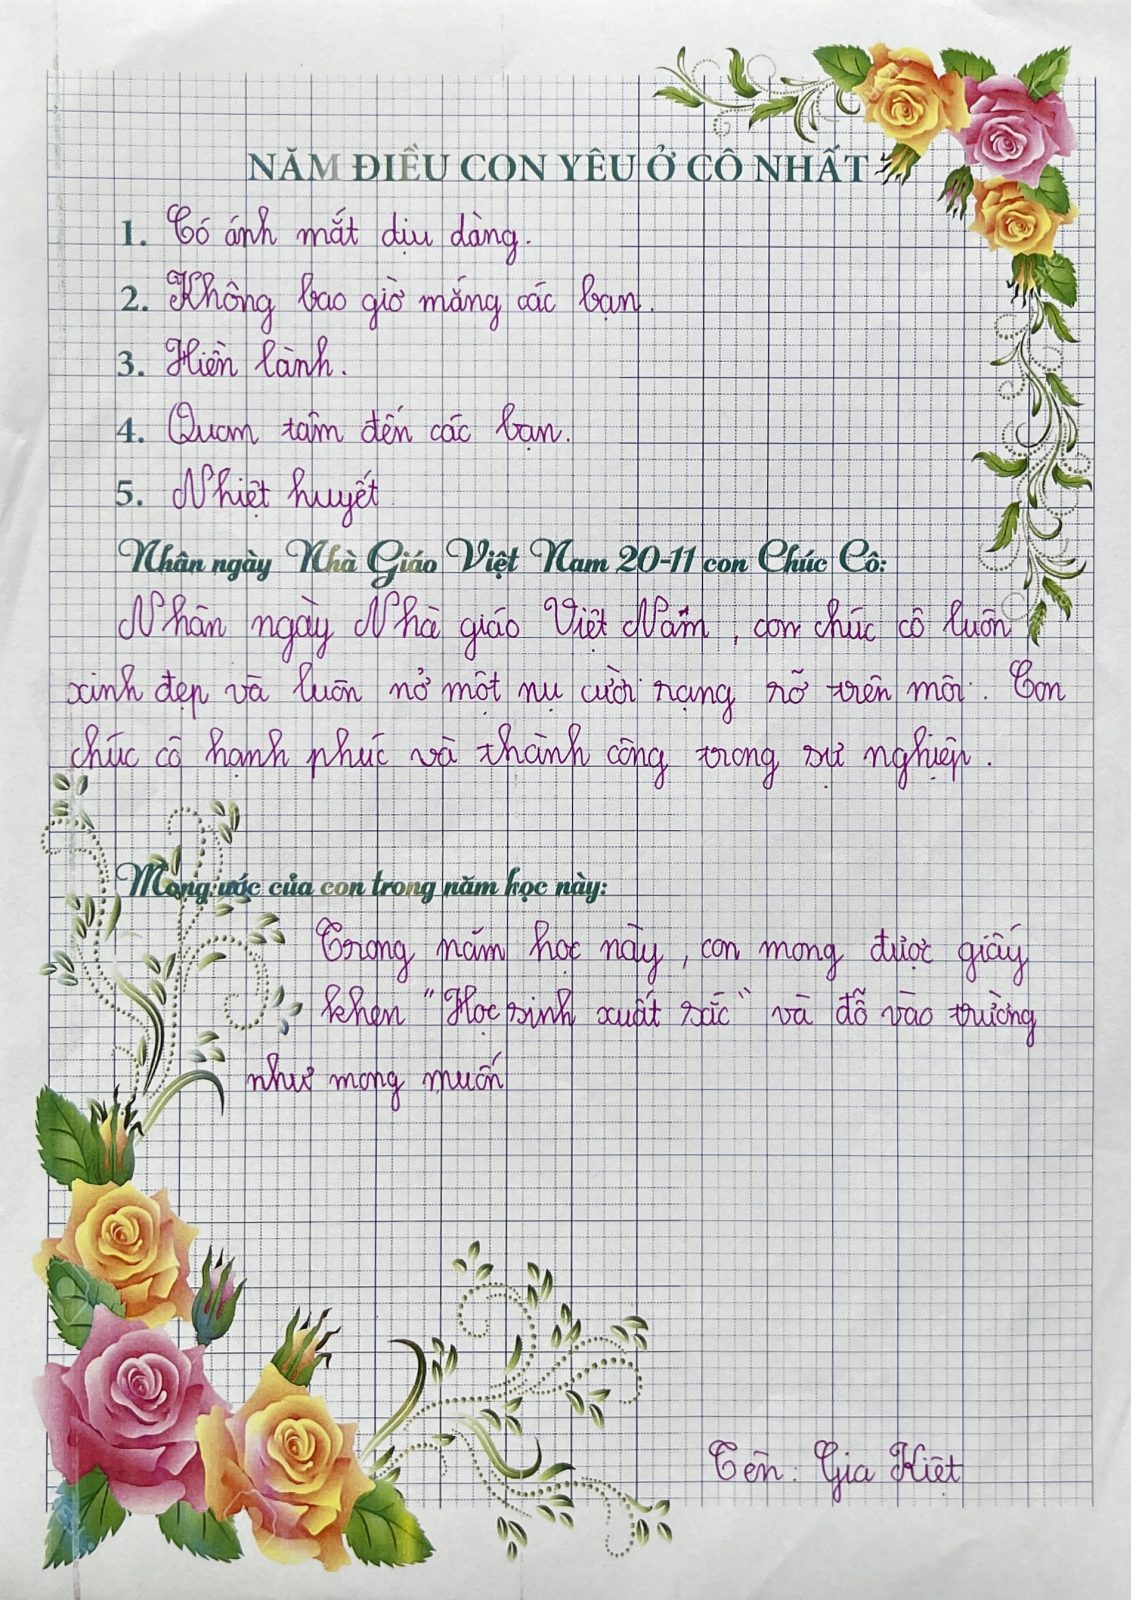 NĂM ĐIỀU CON YÊU Ở CÔ NHẤT
1. Có ánh mắt dịu dàng.
2. Không bao giờ mắng các bạn.
3. Hiền lành.
4. Quan tâm đến các bạn.
5. Nhiệt huyết.
Nhân ngày Nhà Giáo Việt Nam 20-11 con Chúc Cô:
Nhân ngày Nhà giáo Việt Nam, con chúc cô luôn
xinh đẹp và luôn nở một nụ cười rạng rỡ trên môi. Con
chúc cô hạnh phúc và thành công trong sự nghiệp.
Mong ước của con trong năm học này:
Trong năm học này, con mong được giấy
khen "Học sinh xuất sắc" và đỗ vào trường
như mong muốn
Tên: Gia Kiệt